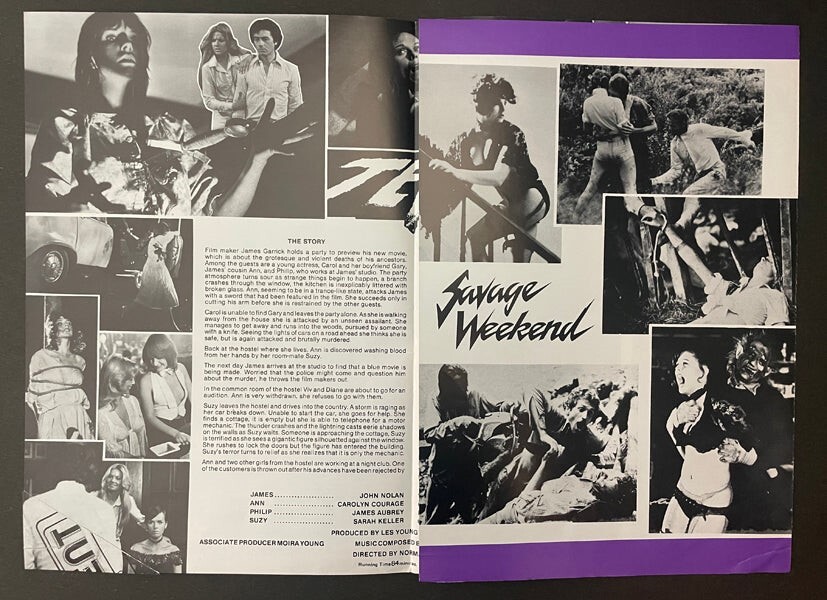 THE STORY
Film maker James Garrick holds a party to preview his new movie,
which is about the grotesque and violent deaths of his ancestors.
Among the guests are a young actress, Carol and her boyfriend Gary,
James' cousin Ann, and Philip, who works at James' studio. The party
atmosphere turns sour as strange things begin to happen, a branch
crashes through the window, the kitchen is inexplicably littered with
broken glass. Ann, seeming to be in a trance-like state, attacks James
with a sword that had been featured in the film. She succeeds only in
cutting his arm before she is restrained by the other guests.
Carol is unable to find Gary and leaves the party alone. As she is walking
away from the house she is attacked by an unseen assailant. She
manages to get away and runs into the woods, pursued by someone
with a knife. Seeing the lights of cars on a road ahead she thinks she is
safe, but is again attacked and brutally murdered
Back at the hostel where she lives, Ann is discovered washing blood
from her hands by her room-mate Suzy.
The next day James arrives at the studio to find that a blue movie is
being made. Worried that the police might come and question him
about the murder, he throws the film makers out.
In the common room of the hostel Viv and Diane are about to go for an
audition. Ann is very withdrawn, she refuses to go with them.
Suzy leaves the hostel and drives into the country. A storm is raging as
her car breaks down. Unable to start the car, she goes for help. She
finds a cottage, it is empty but she is able to telephone for a motor
mechanic. The thunder crashes and the lightning casts eerie shadows
on the walls as Suzy waits. Someone is approaching the cottage, Suzy
is terrified as she sees a gigantic figure silhouetted against the window.
She rushes to lock the doors but the figure has entered the building.
Suzy's terror turns to relief as she realizes that it is only the mechanic.
Ann and two other girls from the hostel are working at a night club. One
of the customers is thrown out after his advances have been rejected by
JAMES.................... JOHN NOLAN
ANN .................... CAROLYN COURAGE
PHILIP .................... JAMES AUBREY
SUZY .................... SARAH KELLER
PRODUCED BY LES YOUNG
ASSOCIATE PRODUCER MOIRA YOUNG MUSIC COMPOSED
DIRECTED BY
Running Time 84 minutes
TUT
Savage
Weekend